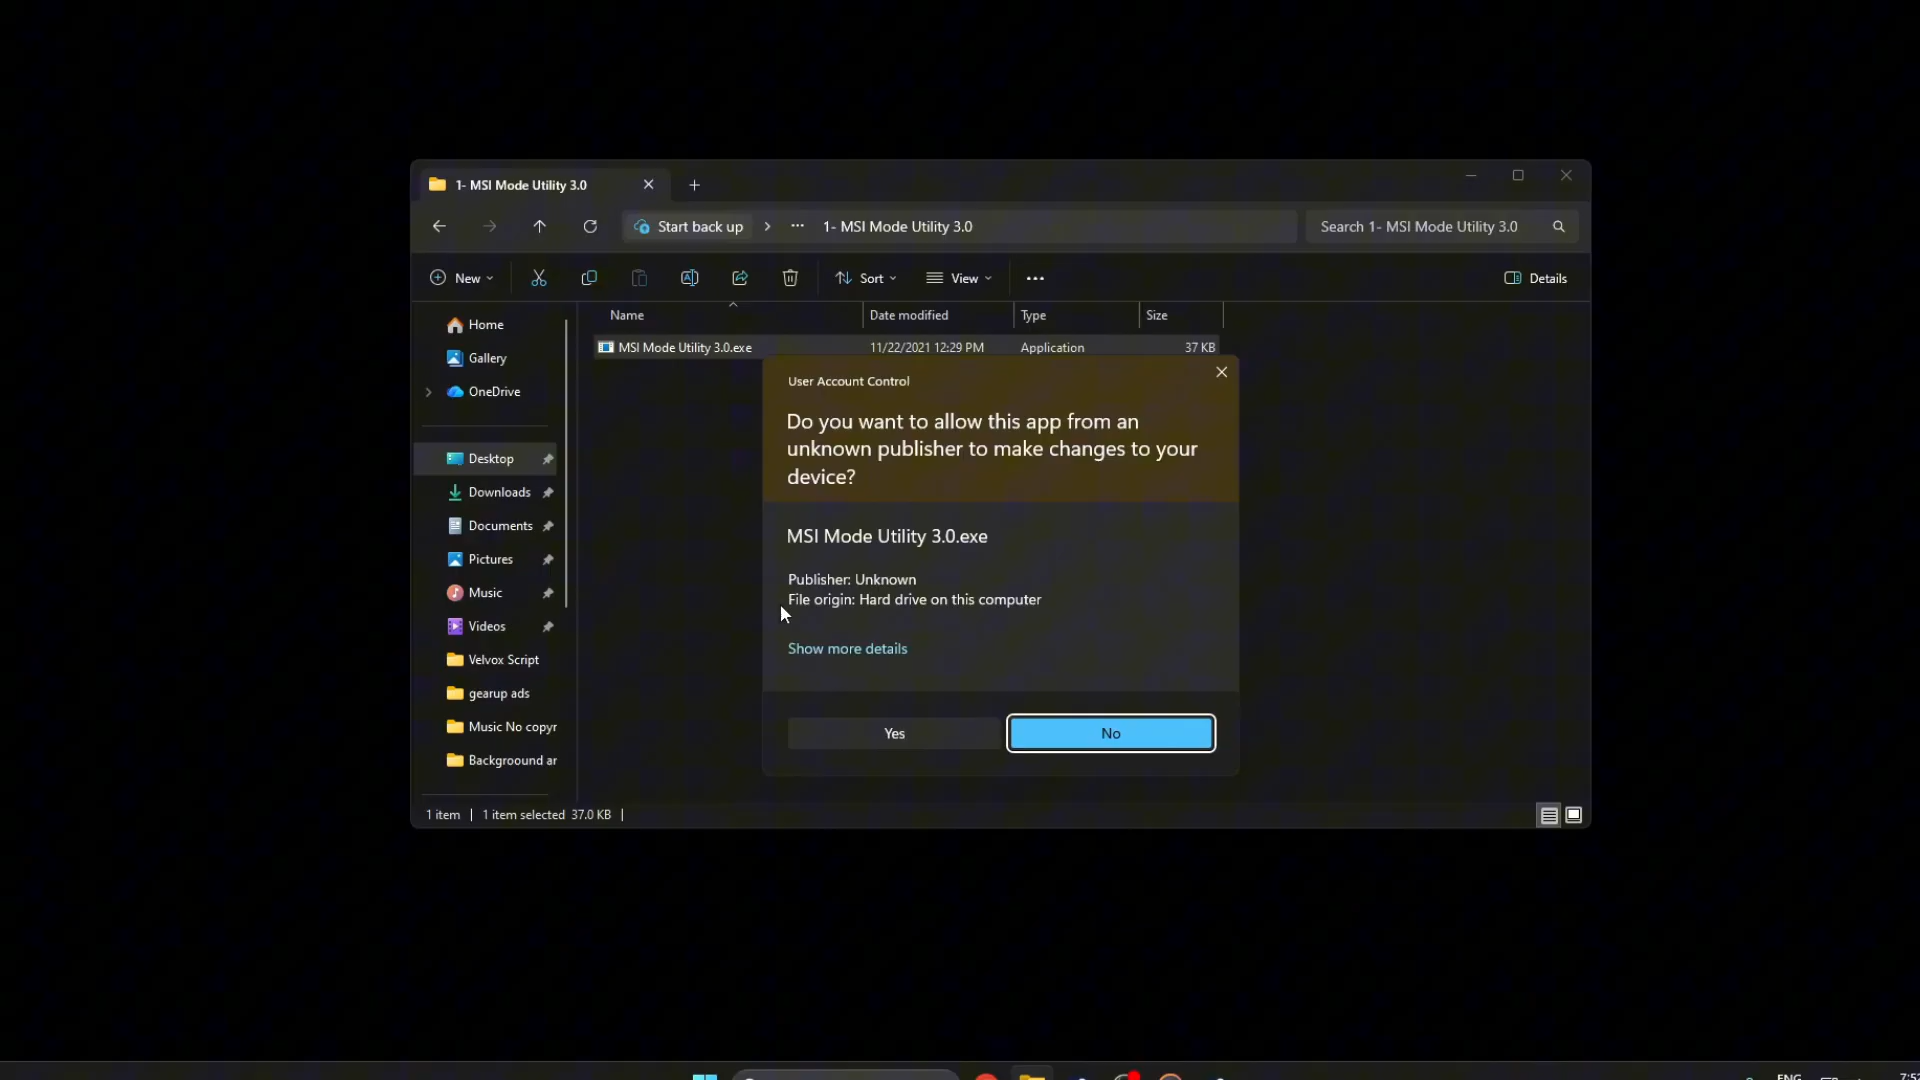 1- MSI Mode Utility 3.0
Start back up
1- MSI Mode Utility 3.0
Search 1- MSI Mode Utility 3.0
New
Sort
View
Details
Name
Date modified
Type
Size
MSI Mode Utility 3.0.exe
11/22/2021 12:29 PM
Application
37 KB
Home
Gallery
OneDrive
Desktop
Downloads
Documents
Pictures
Music
Videos
Velvox Script
gearup ads
Music No copyr
Backgroound ar
User Account Control
Do you want to allow this app from an
unknown publisher to make changes to your
device?
MSI Mode Utility 3.0.exe
Publisher: Unknown
File origin: Hard drive on this computer
Show more details
Yes
No
1 item
1 item selected 37.0 KB
ENG